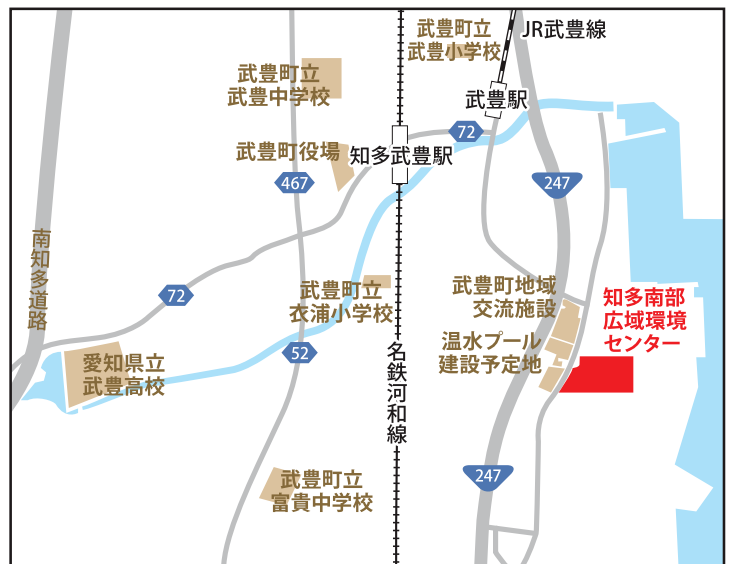 武豊町立
武豊小学校
JR武豊線
武豊町立
武豊中学校
武豊駅
72
武豊町役場
知多武豊駅
467
247
南知多道路
武豊町地域
交流施設
知多南部
広域環境
センター
72
武豊町立
衣浦小学校
温水プール
建設予定地
52
名鉄河和線
愛知県立
武豊高校
武豊町立
富貴中学校
247